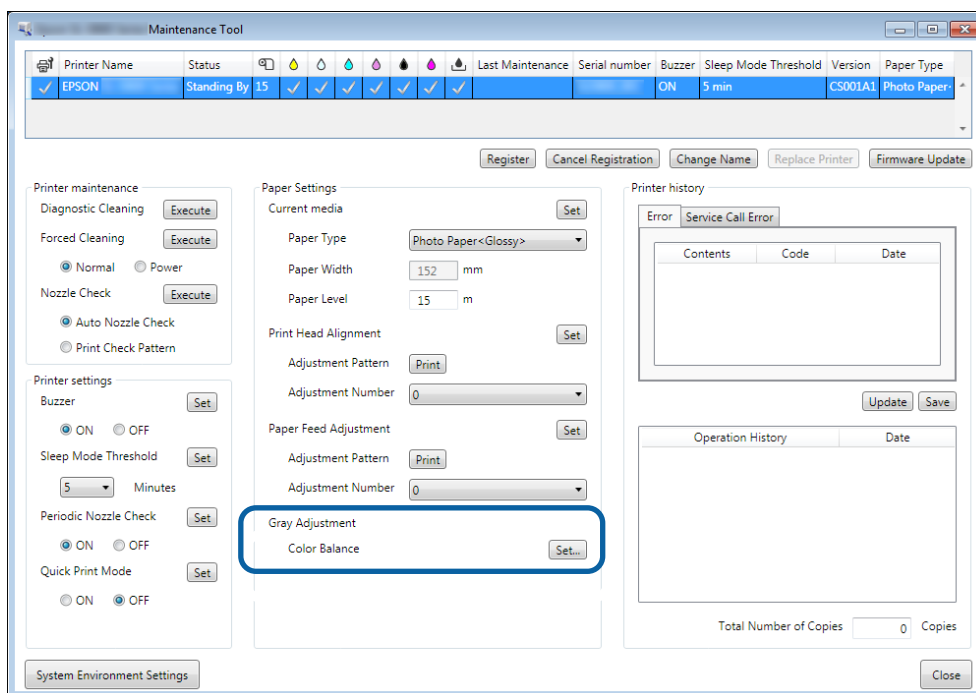 Maintenance Tool
Printer Name Status Last Maintenance Serial number Buzzer Sleep Mode Threshold Version Paper Type
EPSON Standing By 15 ON 5 min CS001A1 Photo Paper
Register Cancel Registration Change Name Replace Printer Firmware Update
Printer maintenance
Diagnostic Cleaning Execute
Forced Cleaning Execute
Normal Power
Nozzle Check Execute
Auto Nozzle Check
Print Check Pattern
Printer settings
Buzzer Set
ON OFF
Sleep Mode Threshold Set
5 Minutes
Periodic Nozzle Check Set
ON OFF
Quick Print Mode Set
ON OFF
Paper Settings
Current media Set
Paper Type Photo Paper<Glossy>
Paper Width 152 mm
Paper Level 15 m
Print Head Alignment Set
Adjustment Pattern Print
Adjustment Number 0
Paper Feed Adjustment Set
Adjustment Pattern Print
Adjustment Number 0
Gray Adjustment
Color Balance Set...
Printer history
Error Service Call Error
Contents Code Date
Update Save
Operation History Date
Total Number of Copies 0 Copies
System Environment Settings Close